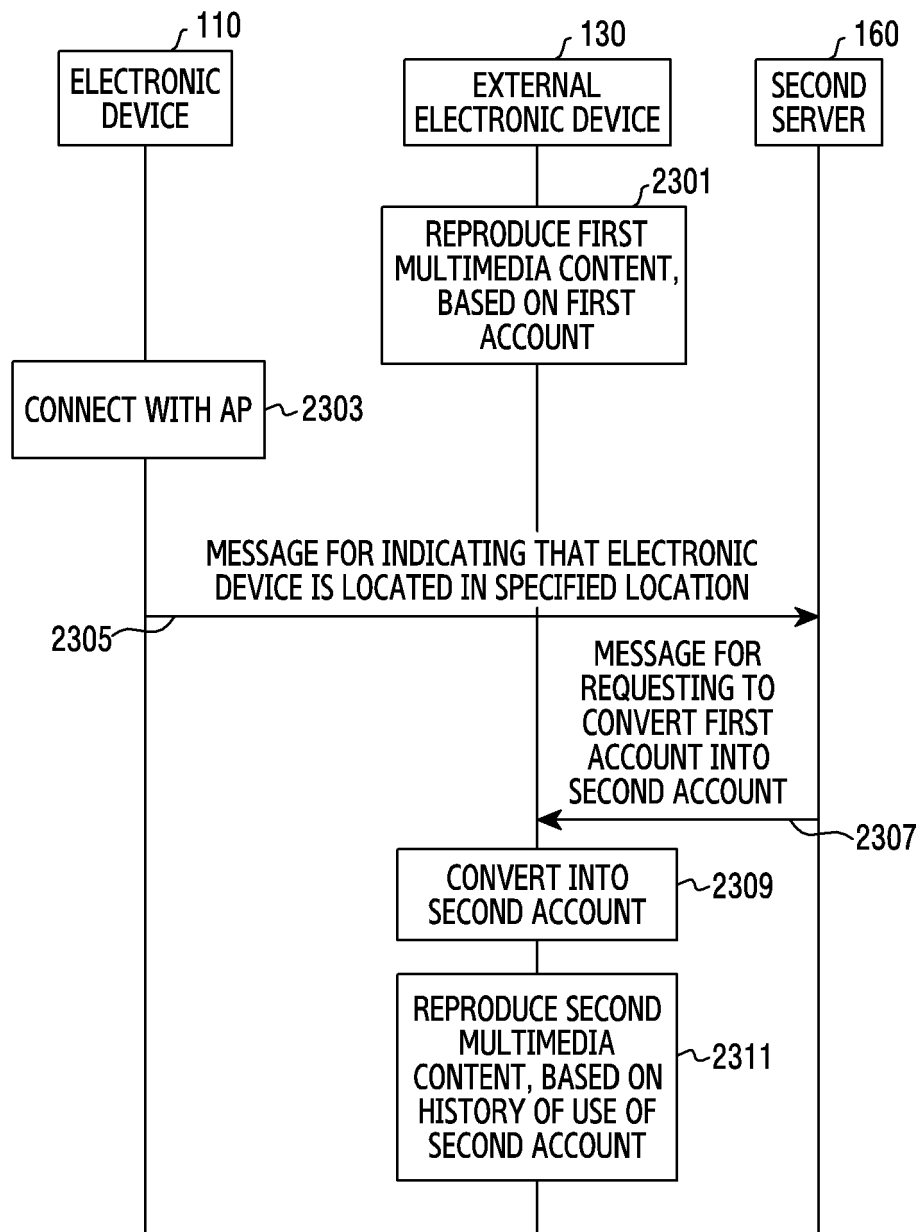 110
130
160
ELECTRONIC
DEVICE
EXTERNAL
ELECTRONIC DEVICE
SECOND
SERVER
2301
REPRODUCE FIRST
MULTIMEDIA CONTENT,
BASED ON FIRST
ACCOUNT
CONNECT WITH AP
2303
MESSAGE FOR INDICATING THAT ELECTRONIC
DEVICE IS LOCATED IN SPECIFIED LOCATION
2305
MESSAGE FOR
REQUESTING TO
CONVERT FIRST
ACCOUNT INTO
SECOND ACCOUNT
2307
CONVERT INTO
SECOND ACCOUNT
2309
REPRODUCE SECOND
MULTIMEDIA
CONTENT, BASED ON
HISTORY OF USE OF
SECOND ACCOUNT
2311